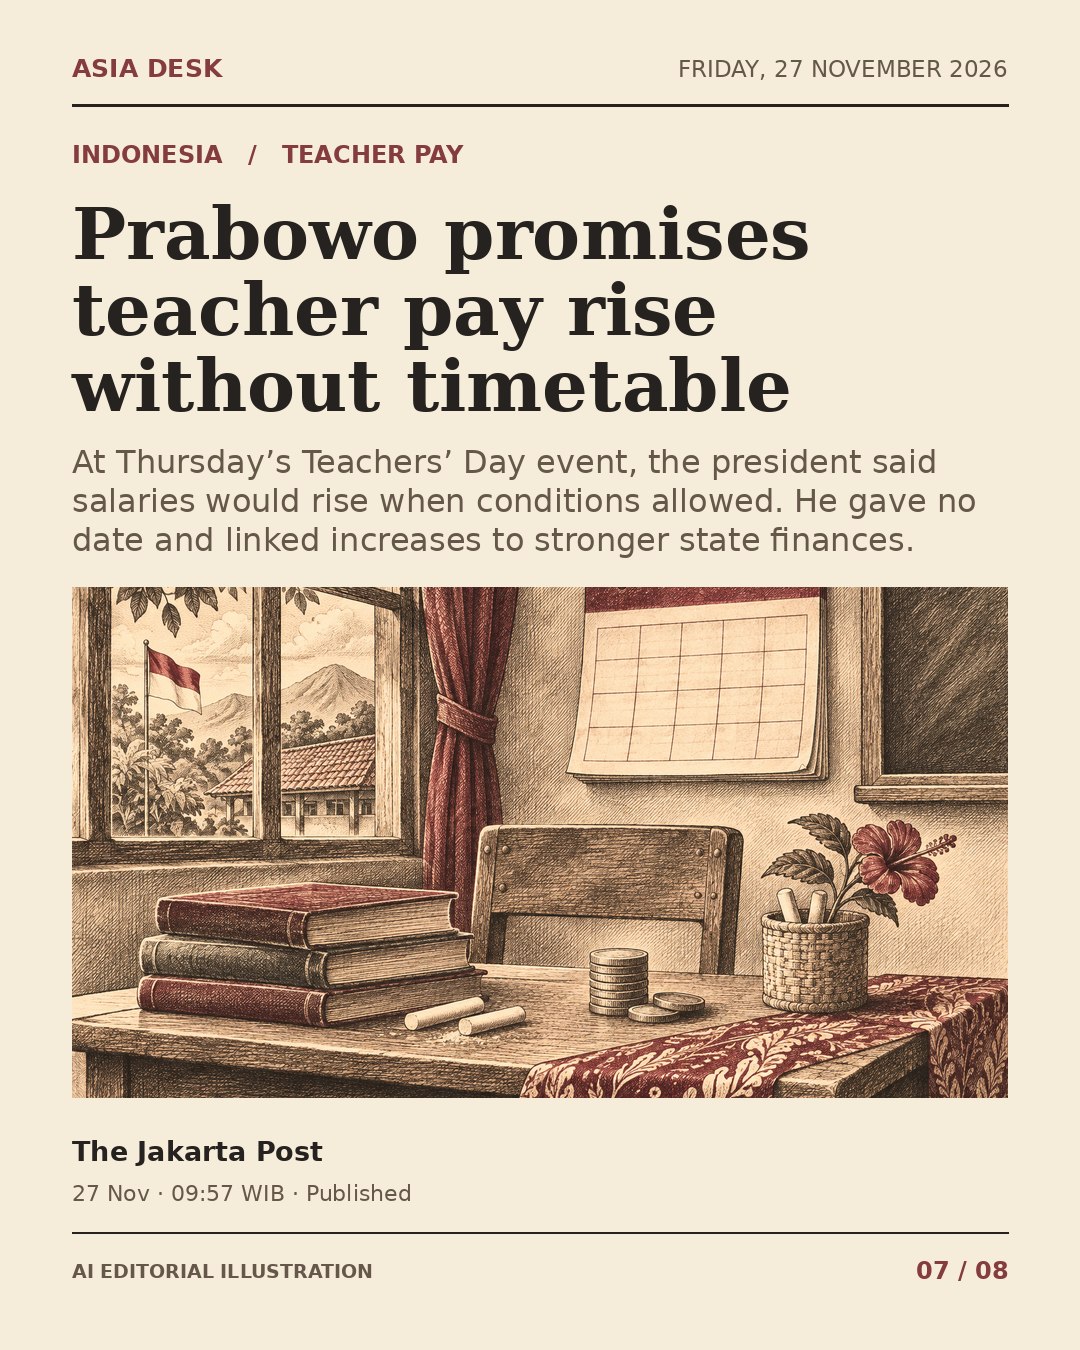 ASIA DESK
FRIDAY, 27 NOVEMBER 2026
INDONESIA / TEACHER PAY
Prabowo promises
teacher pay rise
without timetable
At Thursday’s Teachers’ Day event, the president said
salaries would rise when conditions allowed. He gave no
date and linked increases to stronger state finances.
The Jakarta Post
27 Nov · 09:57 WIB · Published
AI EDITORIAL ILLUSTRATION
07 / 08